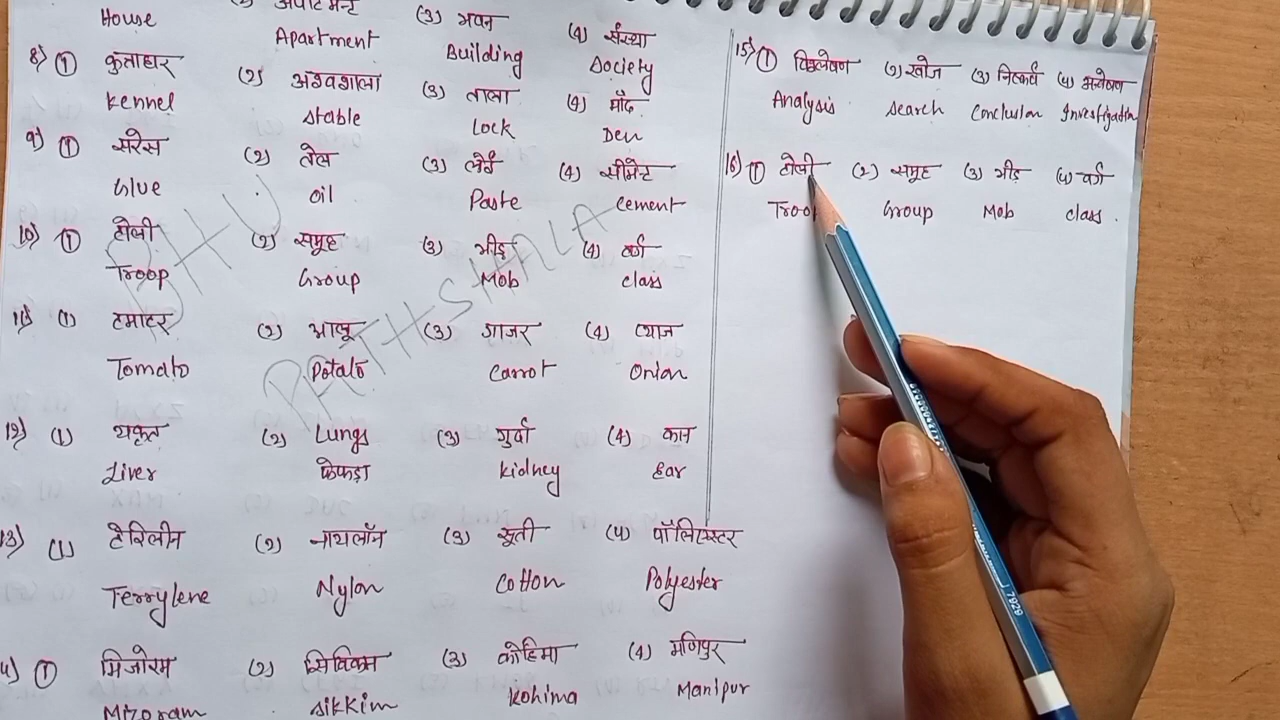 House Apartment (3) भवन Building (4) संस्था Society
8) (1) कुताघर (2) अश्वशाला (3) ताला (4) माँद
Kennel Stable Lock Den
9) (1) सरेस (2) तेल (3) लेई (4) सीमेंट
Glue Oil Paste Cement
10) (1) टोली (2) समूह (3) भीड़ (4) वर्ग
Troop Group Mob Class
11) (1) टमाटर (2) आलू (3) गाजर (4) प्याज
Tomato Potato Carrot Onion
12) (1) यकृत (2) Lungs (3) गुर्दा (4) कान
Liver फेफड़ा Kidney Ear
13) (1) टेरिलीन (2) नायलॉन (3) सूती (4) पॉलिएस्टर
Terrylene Nylon Cotton Polyester
(1) मिजोरम (2) सिक्किम (3) कोहिमा (4) मणिपुर
Mizoram Sikkim Kohima Manipur
15) (1) विश्लेषण (2) खोज (3) निष्कर्ष (4) अन्वेषण
Analysis Search Conclusion Investigation
16) (1) टोली (2) समूह (3) भीड़ (4) वर्ग
Troop Group Mob Class.
BHU PATHSHALA
7929